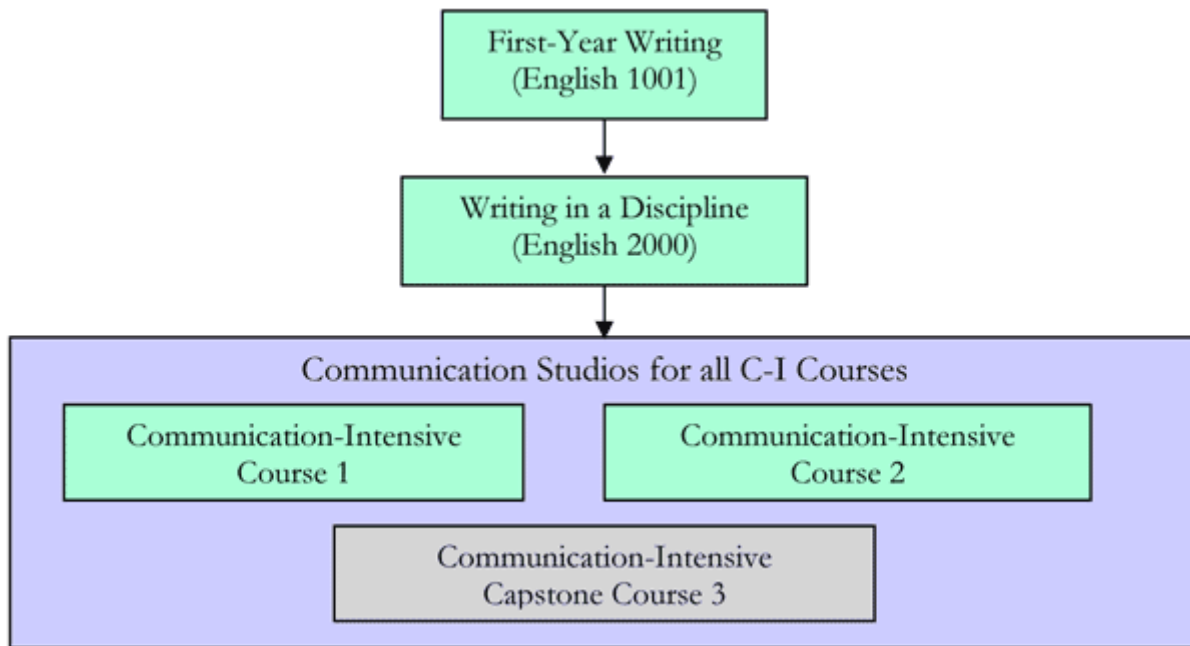 First-Year Writing
(English 1001)
Writing in a Discipline
(English 2000)
Communication Studios for all C-I Courses
Communication-Intensive
Course 1
Communication-Intensive
Course 2
Communication-Intensive
Capstone Course 3